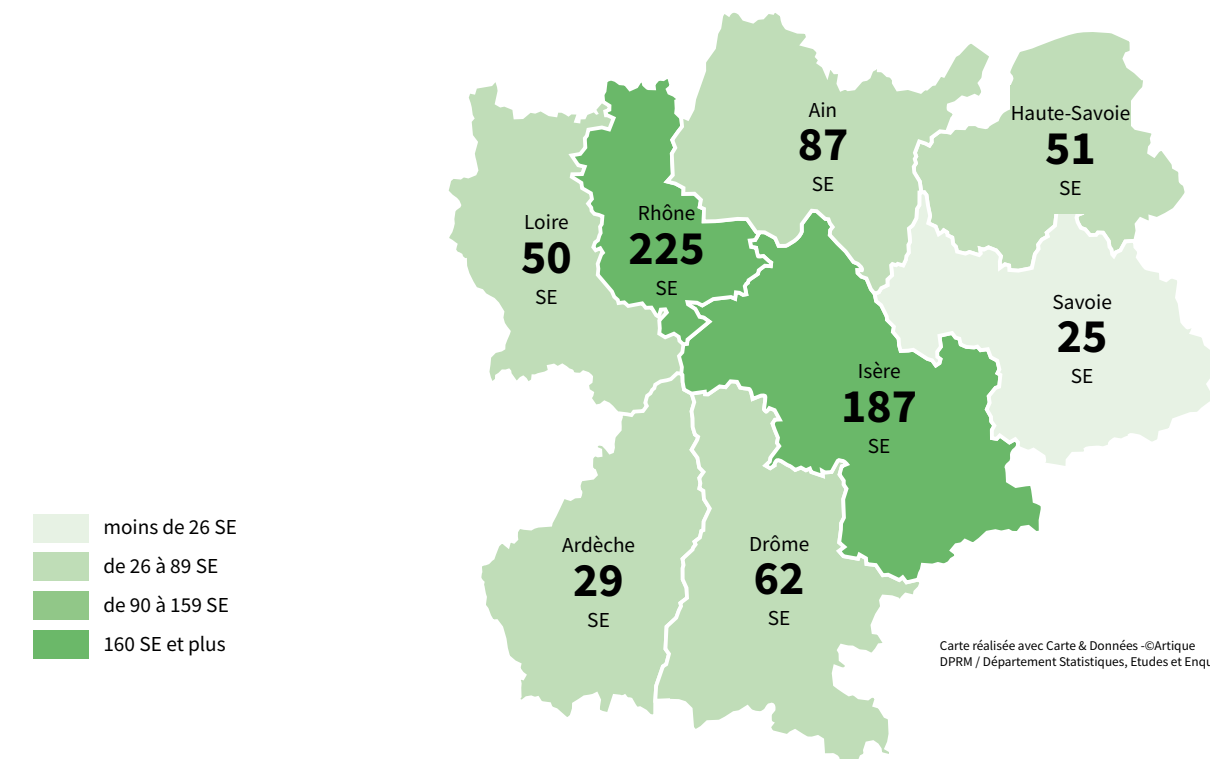 Ain
87
SE
Haute-Savoie
51
SE
Loire
50
SE
Rhône
225
SE
Savoie
25
SE
Isère
187
SE
Ardèche
29
SE
Drôme
62
SE
moins de 26 SE
de 26 à 89 SE
de 90 à 159 SE
160 SE et plus
Carte réalisée avec Carte & Données -©Artique
DPRM / Département Statistiques, Etudes et Enqu